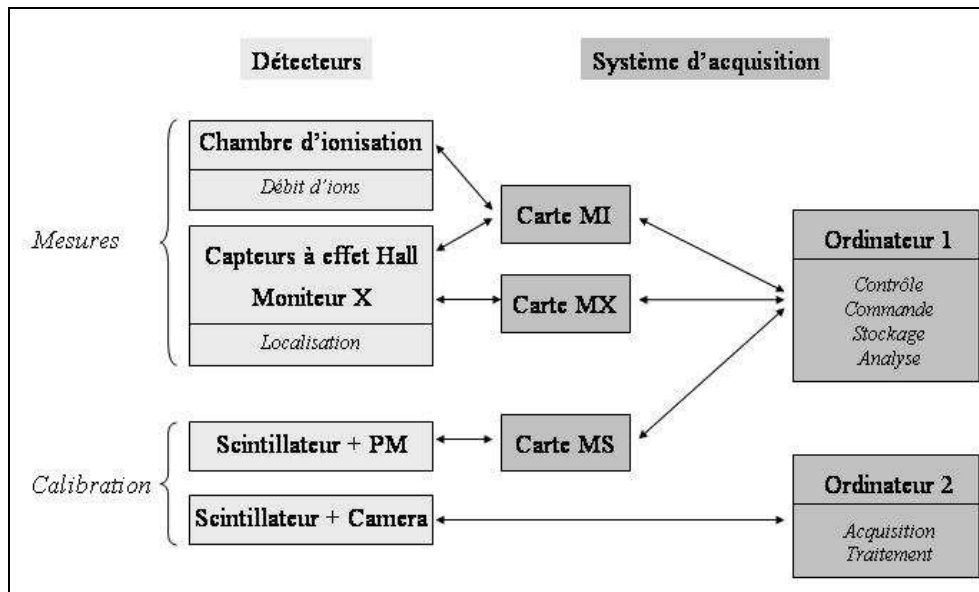 Détecteurs
Système d'acquisition
Mesures
Chambre d'ionisation
Débit d'ions
Capteurs à effet Hall
Moniteur X
Localisation
Carte MI
Carte MX
Ordinateur 1
Contrôle
Commande
Stockage
Analyse
Calibration
Scintillateur + PM
Scintillateur + Camera
Carte MS
Ordinateur 2
Acquisition
Traitement